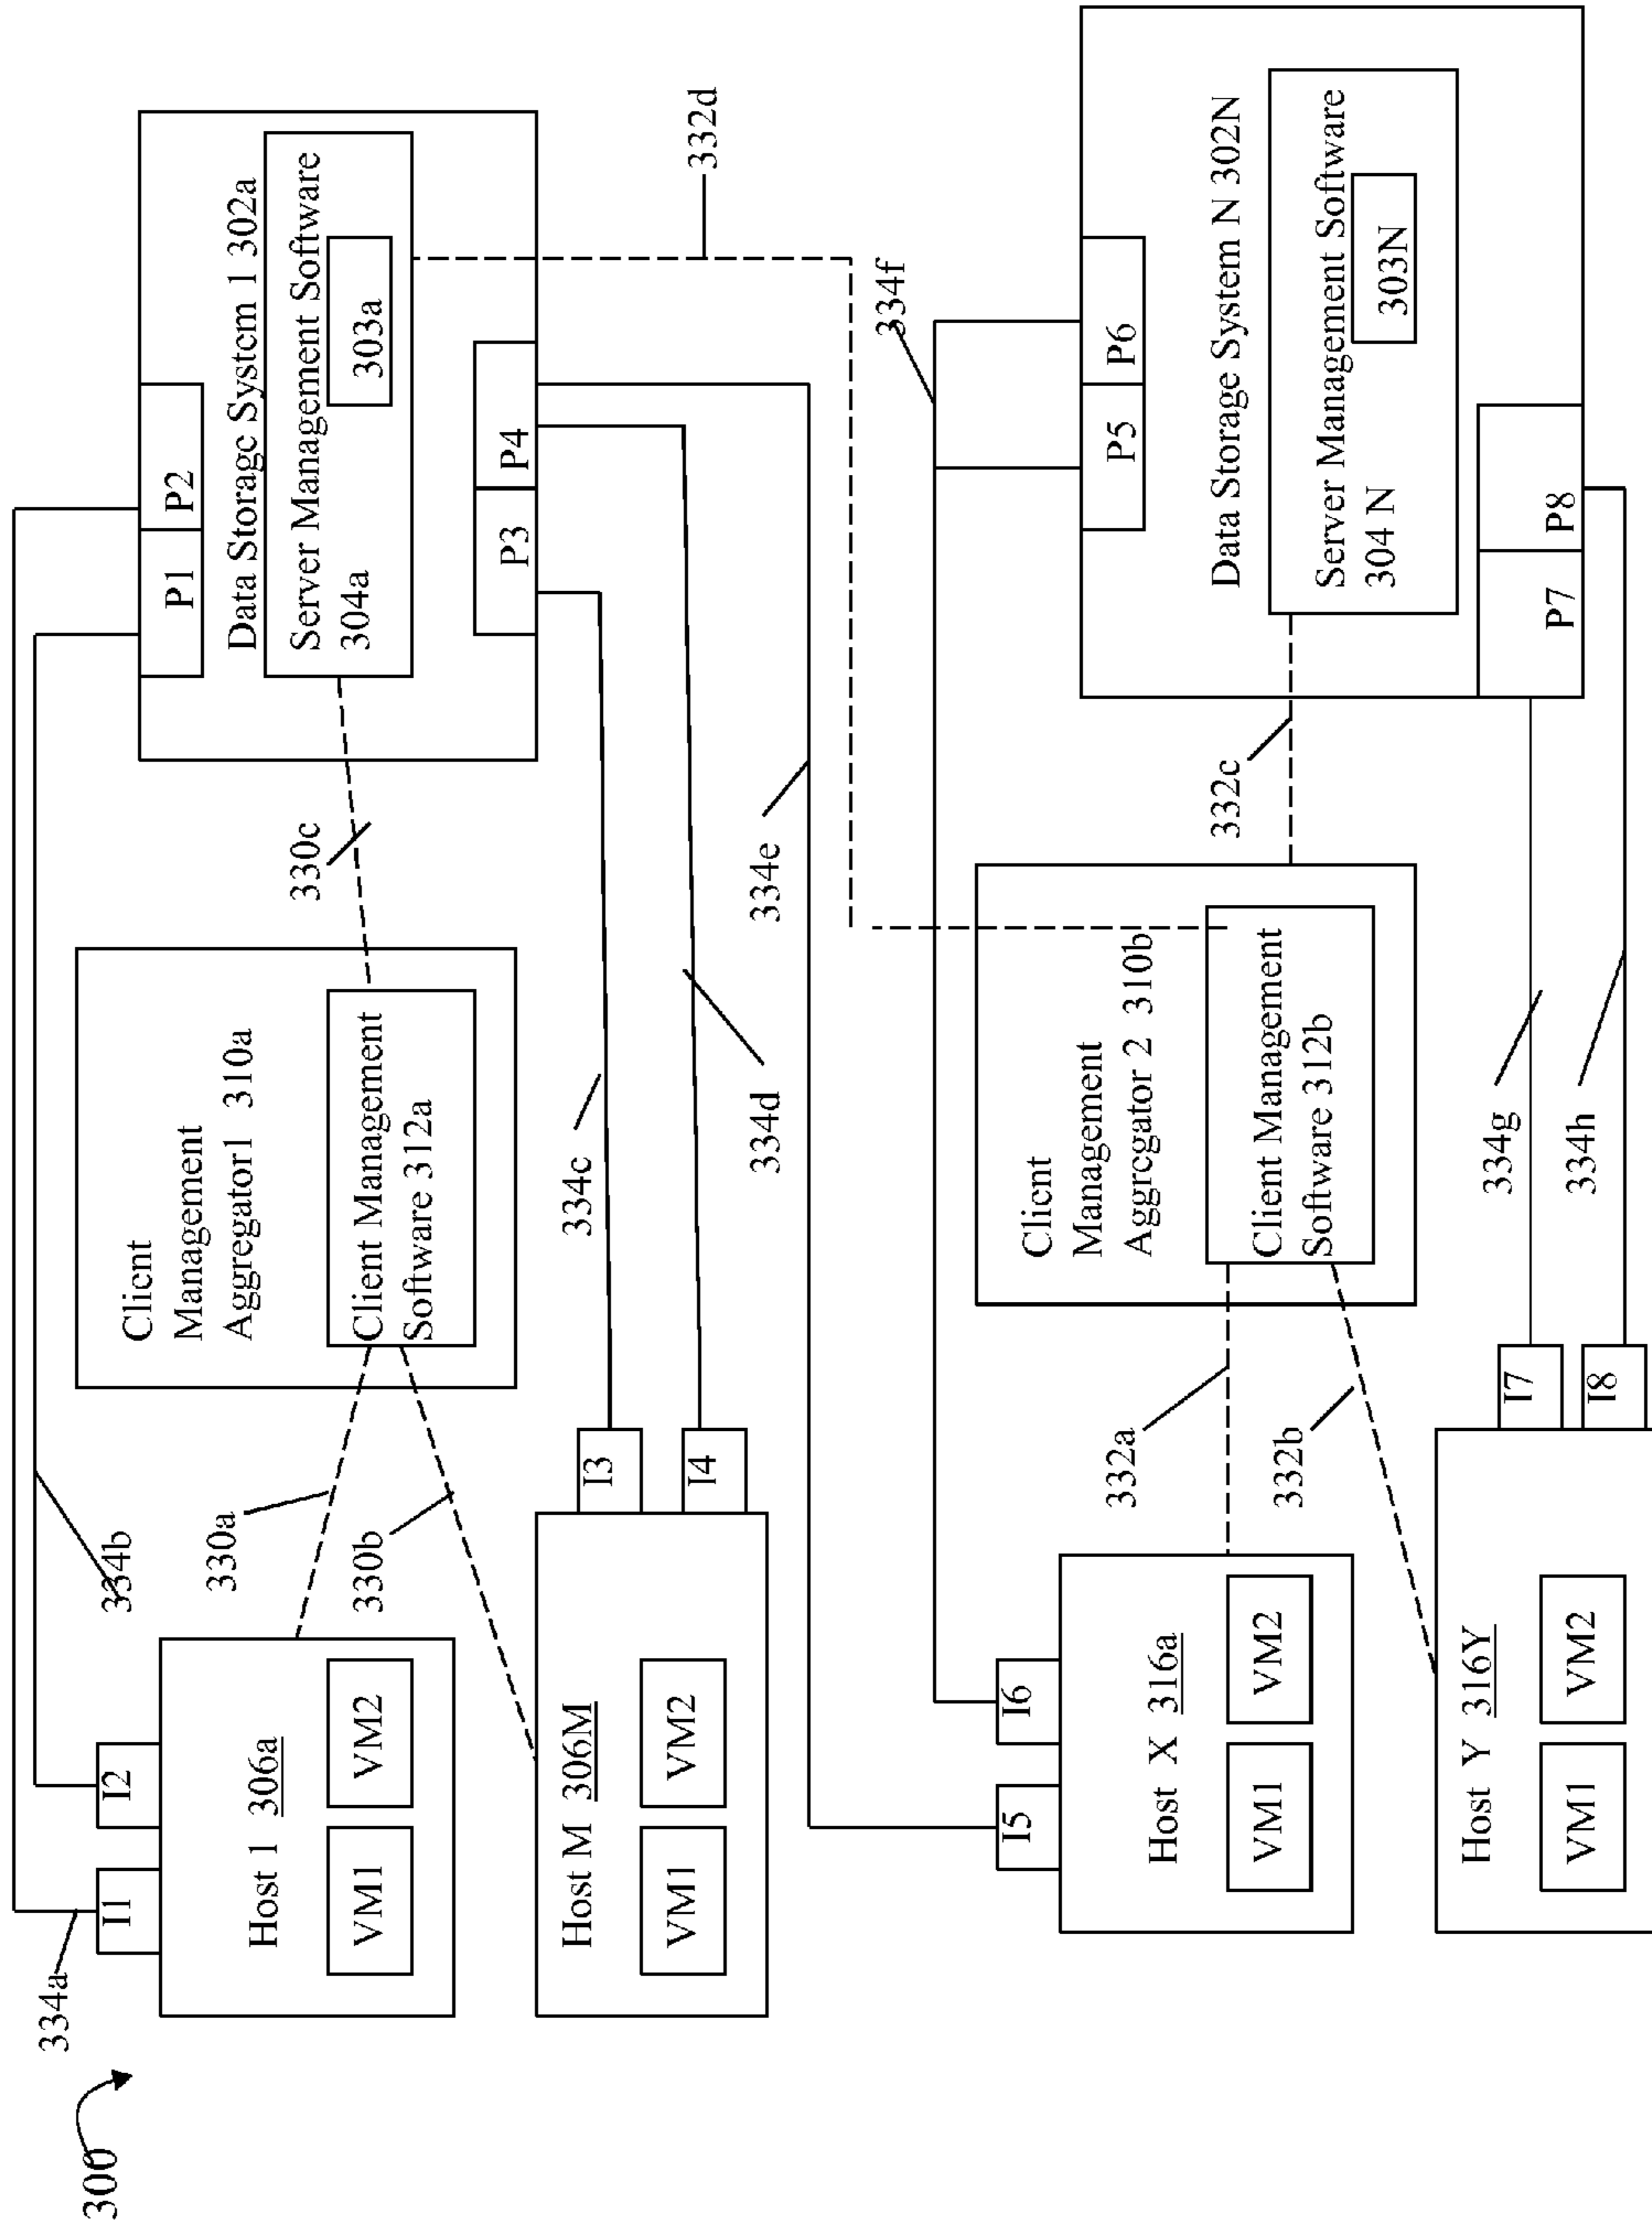 300
334a
I1
I2
Host 1 306a
VM1
VM2
334b
330a
330b
Client
Management
Aggregator1 310a
Client Management
Software 312a
330c
P1
P2
Data Storage System 1 302a
Server Management Software
304a
303a
P3
P4
Host M 306M
VM1
VM2
I3
I4
334c
334d
334e
332d
334f
I5
I6
Host X 316a
VM1
VM2
332a
332b
Client
Management
Aggregator 2 310b
Client Management
Software 312b
332c
P5
P6
Data Storage System N 302N
Server Management Software
304 N
303N
P7
P8
Host Y 316Y
VM1
VM2
I7
I8
334g
334h